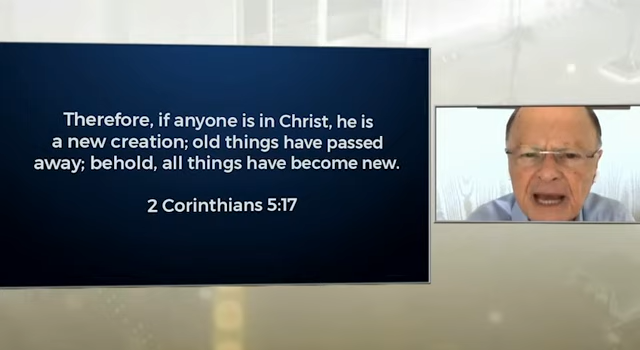 Therefore, if anyone is in Christ, he is
a new creation; old things have passed
away; behold, all things have become new.
2 Corinthians 5:17